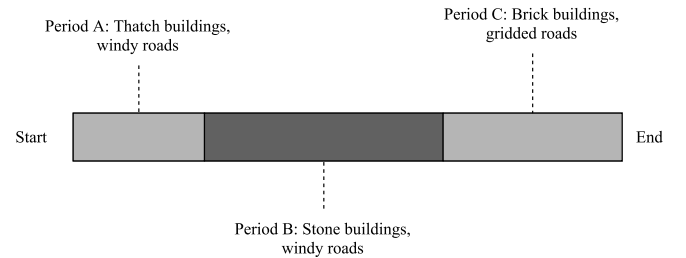 Period A: Thatch buildings,
windy roads
Period C: Brick buildings,
gridded roads
Start
End
Period B: Stone buildings,
windy roads